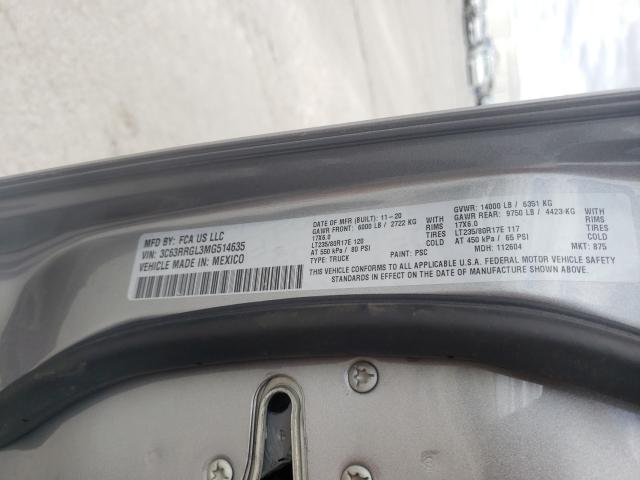 MFD BY: FCA US LLC
VIN: 3C63RRGL3MG514635
VEHICLE MADE IN: MEXICO
DATE OF MFR (BUILT): 11-20
GAWR FRONT: 6000 LB / 2722 KG
17X6.0
LT235/80R17E 120
AT 550 kPa / 80 PSI
TYPE: TRUCK
WITH
RIMS
TIRES
COLD
PAINT: PSC
GVWR: 14000 LB / 6351 KG
GAWR REAR: 9750 LB / 4423 KG
17X6.0
LT235/80R17E 117
AT 450 kPa / 65 PSI
MDH: 112604
WITH
RIMS
TIRES
COLD
MKT: 875
THIS VEHICLE CONFORMS TO ALL APPLICABLE U.S.A. FEDERAL MOTOR VEHICLE SAFETY
STANDARDS IN EFFECT ON THE DATE OF MANUFACTURE SHOWN ABOVE.